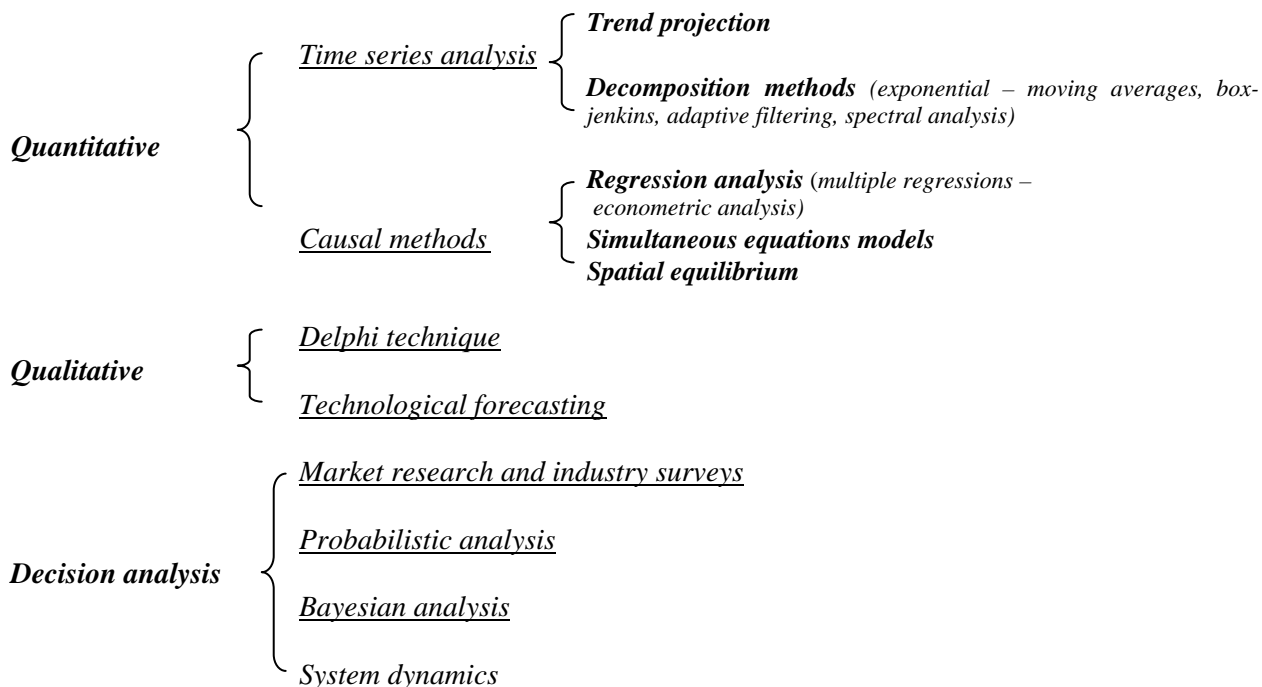 Trend projection
Time series analysis
Decomposition methods (exponential – moving averages, box-
jenkins, adaptive filtering, spectral analysis)
Quantitative
Regression analysis (multiple regressions –
econometric analysis)
Causal methods
Simultaneous equations models
Spatial equilibrium
Delphi technique
Qualitative
Technological forecasting
Market research and industry surveys
Probabilistic analysis
Decision analysis
Bayesian analysis
System dynamics